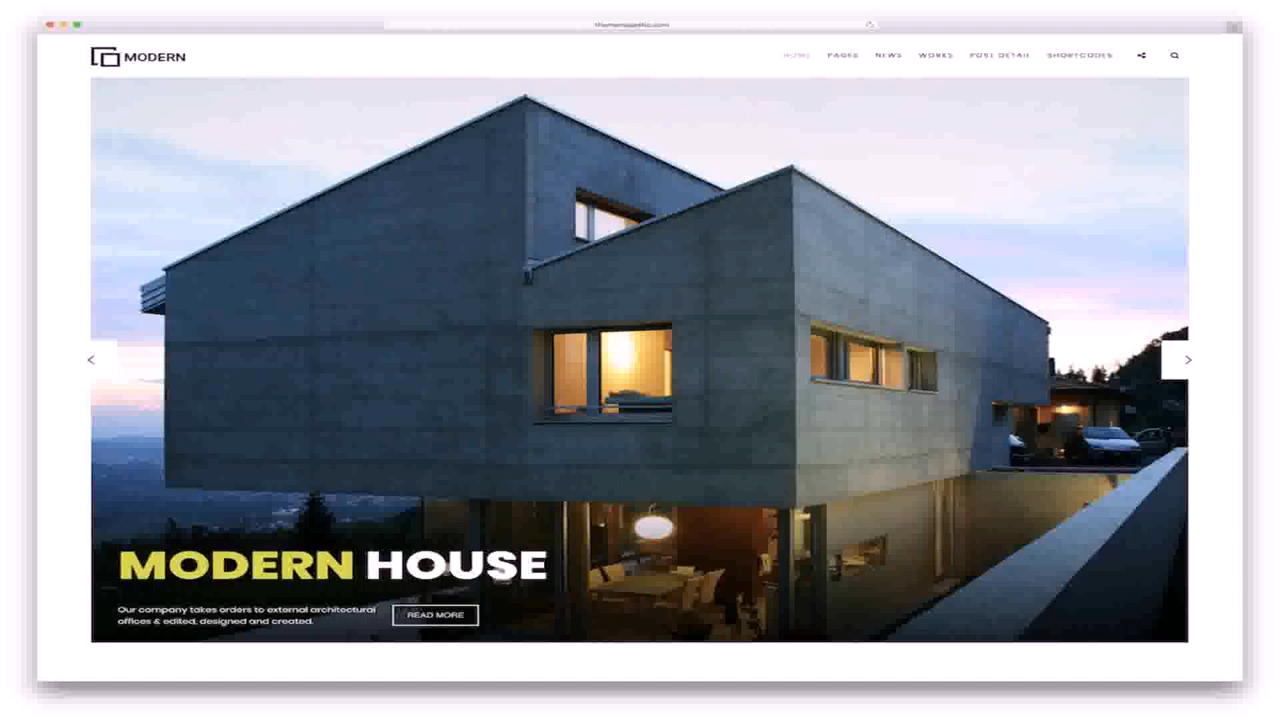 MODERN
HOME PAGES NEWS WORKS POST DETAIL SHORTCODES
MODERN HOUSE
Our company takes orders to external architectural
offices & edited, designed and created.
READ MORE